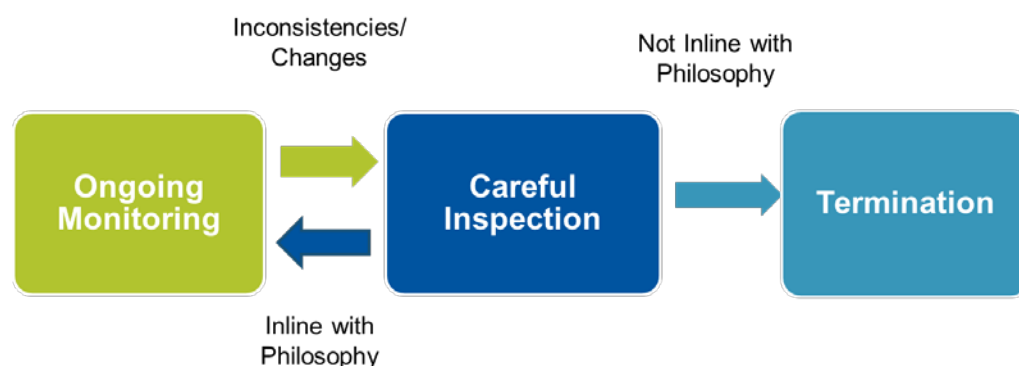 Inconsistencies/
Changes
Not Inline with
Philosophy
Ongoing
Monitoring
Careful
Inspection
Termination
Inline with
Philosophy